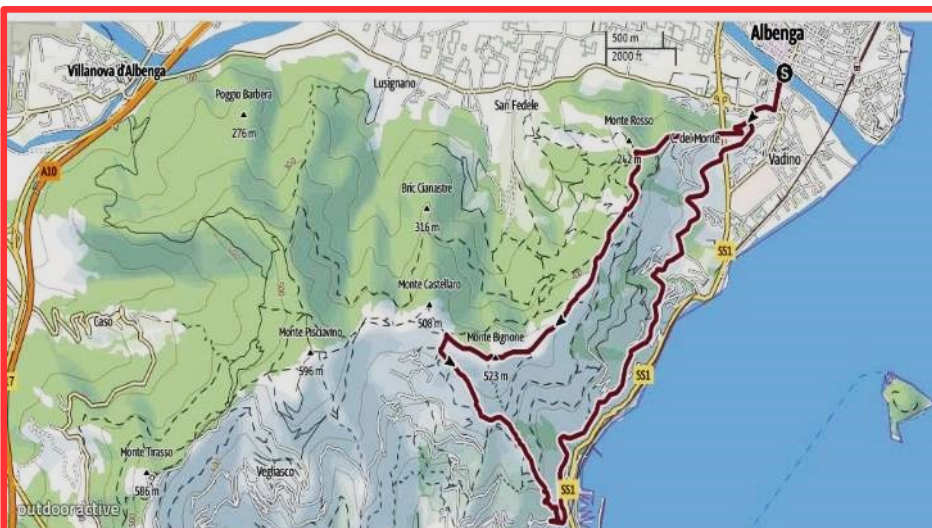 Albenga
500 m
2000 ft
Villanova d'Albenga
Lusignano
Poggio Barbera
276 m
San Fedele
S
Monte Rosso
242 m
C. del Monte
Vadino
A10
Bric Cianastre
316 m
SS1
Monte Castellaro
508 m
Caso
Monte Pisciavino
596 m
Monte Bignone
523 m
SS1
Monte Tirasso
586 m
Vegliasco
SS1
outdooractive